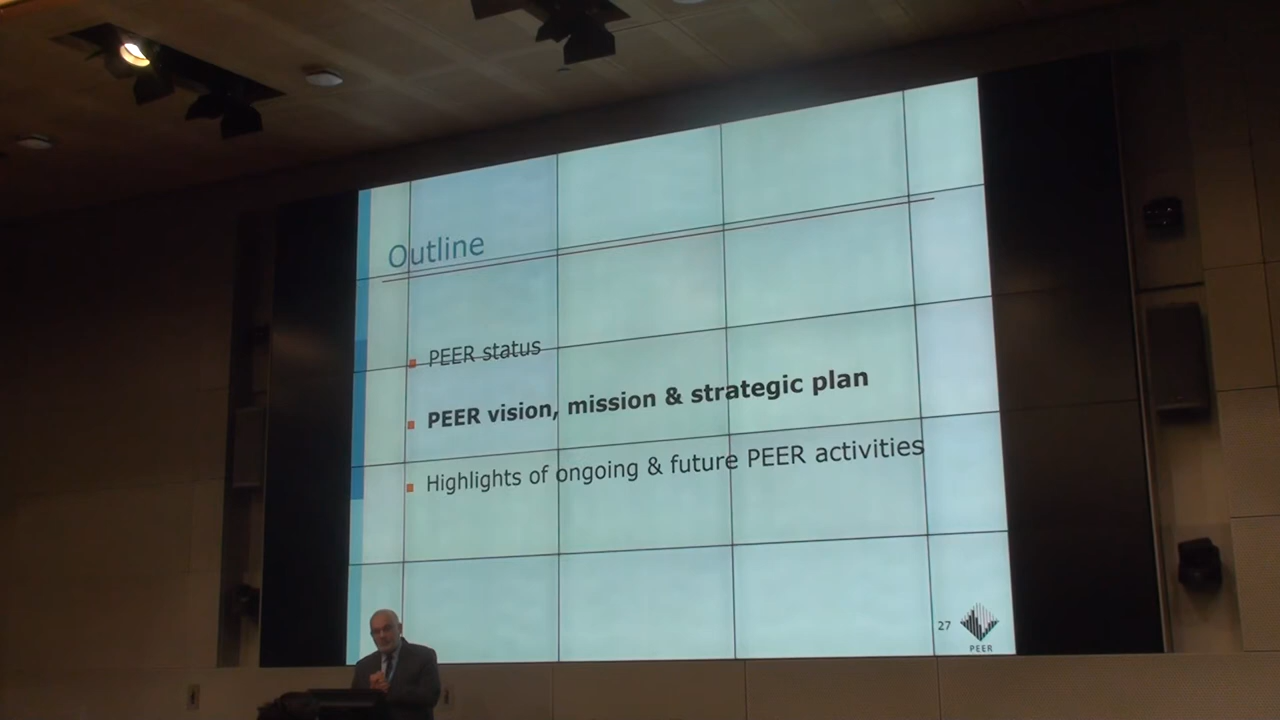 Outline
PEER status
PEER vision, mission & strategic plan
Highlights of ongoing & future PEER activities
27
PEER